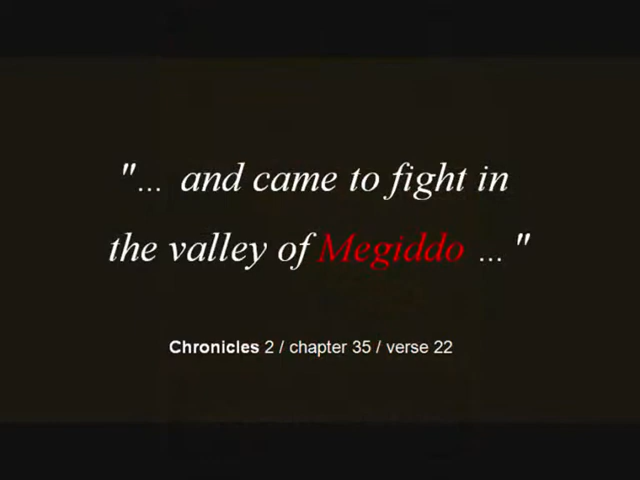 "... and came to fight in
the valley of Megiddo ... "
Chronicles 2 / chapter 35 / verse 22